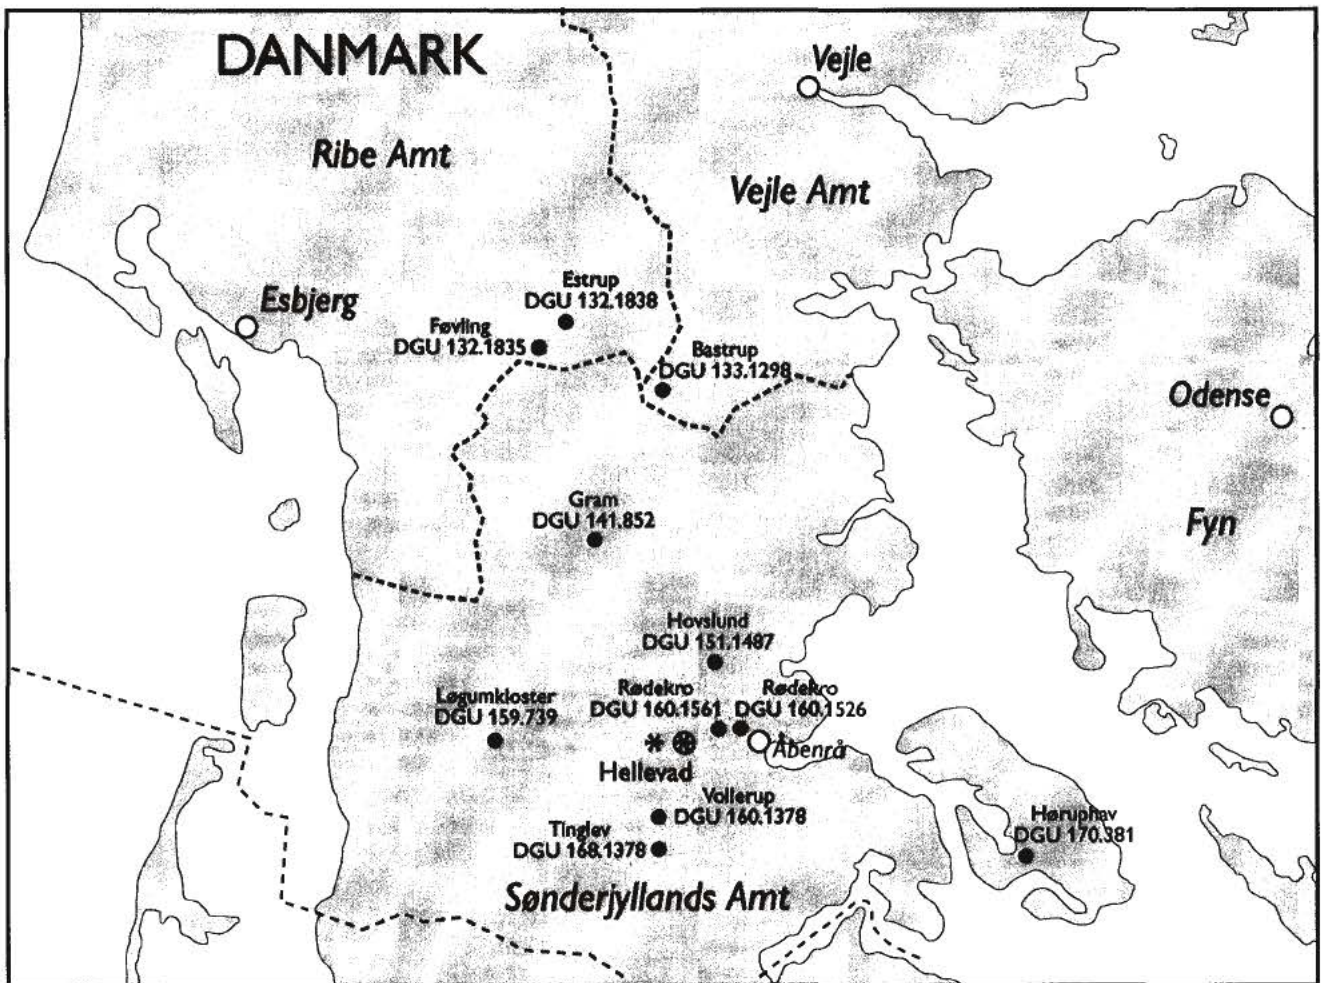 DANMARK
Vejle
Ribe Amt
Vejle Amt
Estrup
DGU 132.1838
Esbjerg
Føvling
DGU 132.1835
Bastrup
DGU 133.1298
Odense
Gram
DGU 141.852
Fyn
Hovslund
DGU 151.1487
Løgumkloster
DGU 159.739
Rødekro
DGU 160.1561
Rødekro
DGU 160.1526
Åbenrå
Hellevad
Vollerup
DGU 160.1378
Tinglev
DGU 168.1378
Høruphav
DGU 170.381
Sønderjyllands Amt